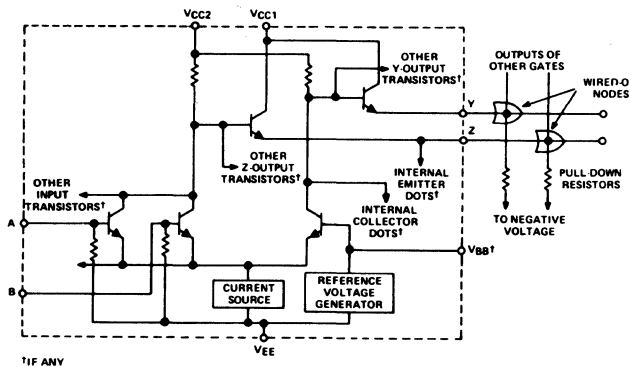 VCC2 VCC1
OTHER
Y-OUTPUT
TRANSISTORS†
OUTPUTS OF
OTHER GATES
WIRED-O
NODES
Y
Z
OTHER
Z-OUTPUT
TRANSISTORS†
INTERNAL
EMITTER
DOTS†
PULL-DOWN
RESISTORS
OTHER
INPUT
TRANSISTORS†
INTERNAL
COLLECTOR
DOTS†
TO NEGATIVE
VOLTAGE
A
VBB†
B
CURRENT
SOURCE
REFERENCE
VOLTAGE
GENERATOR
VEE
†IF ANY